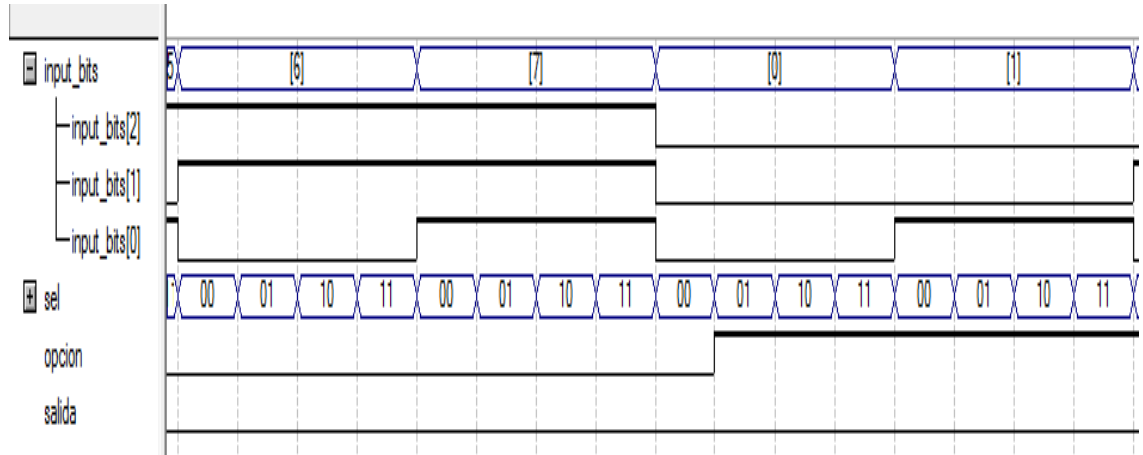 input_bits 5 [6] [7] [0] [1]
input_bits[2]
input_bits[1]
input_bits[0]
sel 00 01 10 11 00 01 10 11 00 01 10 11 00 01 10 11
opcion
salida